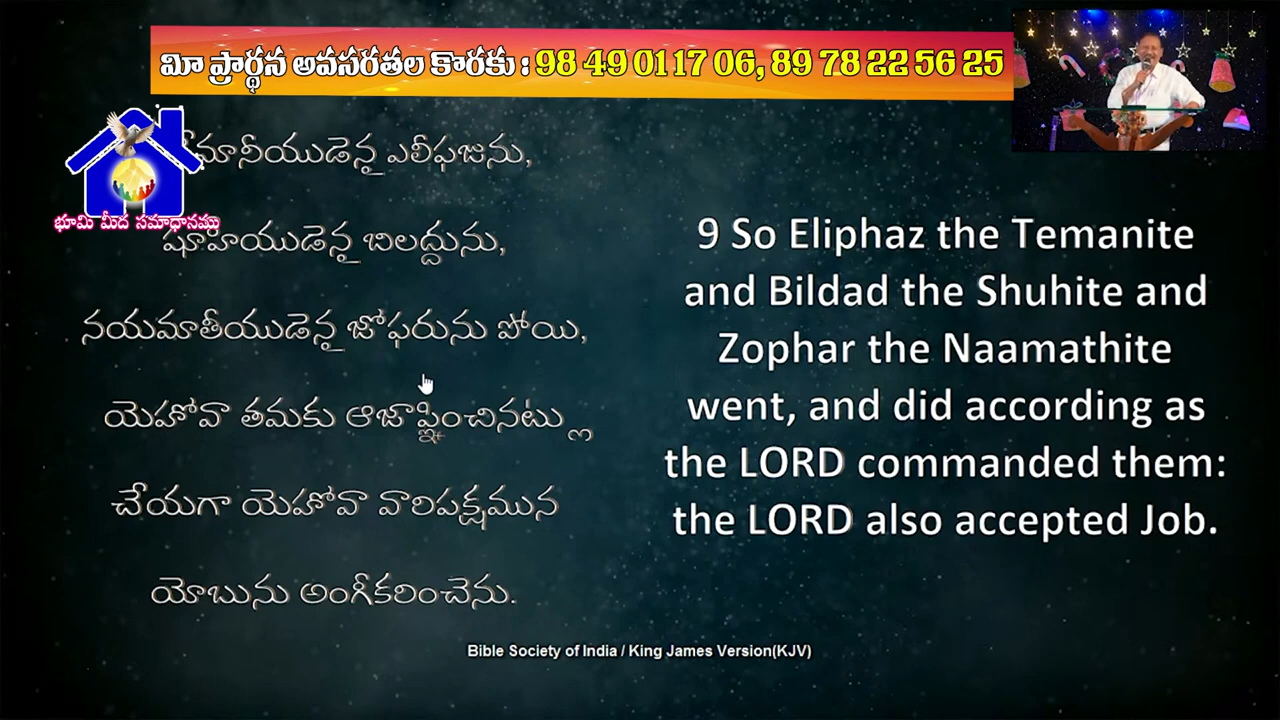 మీ ప్రార్థన అవసరతల కొరకు : 98 49 01 17 06, 89 78 22 56 25
భూమి మీద సమాధానము
ఎలీఫజును,
షూహీయుడైన బిలద్దును,
నయమాతీయుడైన జోఫరును పోయి,
యెహోవా తమకు ఆజ్ఞాపించినట్లు
చేయగా యెహోవా వారిపక్షమున
యోబును అంగీకరించెను.
9 So Eliphaz the Temanite
and Bildad the Shuhite and
Zophar the Naamathite
went, and did according as
the LORD commanded them:
the LORD also accepted Job.
Bible Society of India / King James Version(KJV)